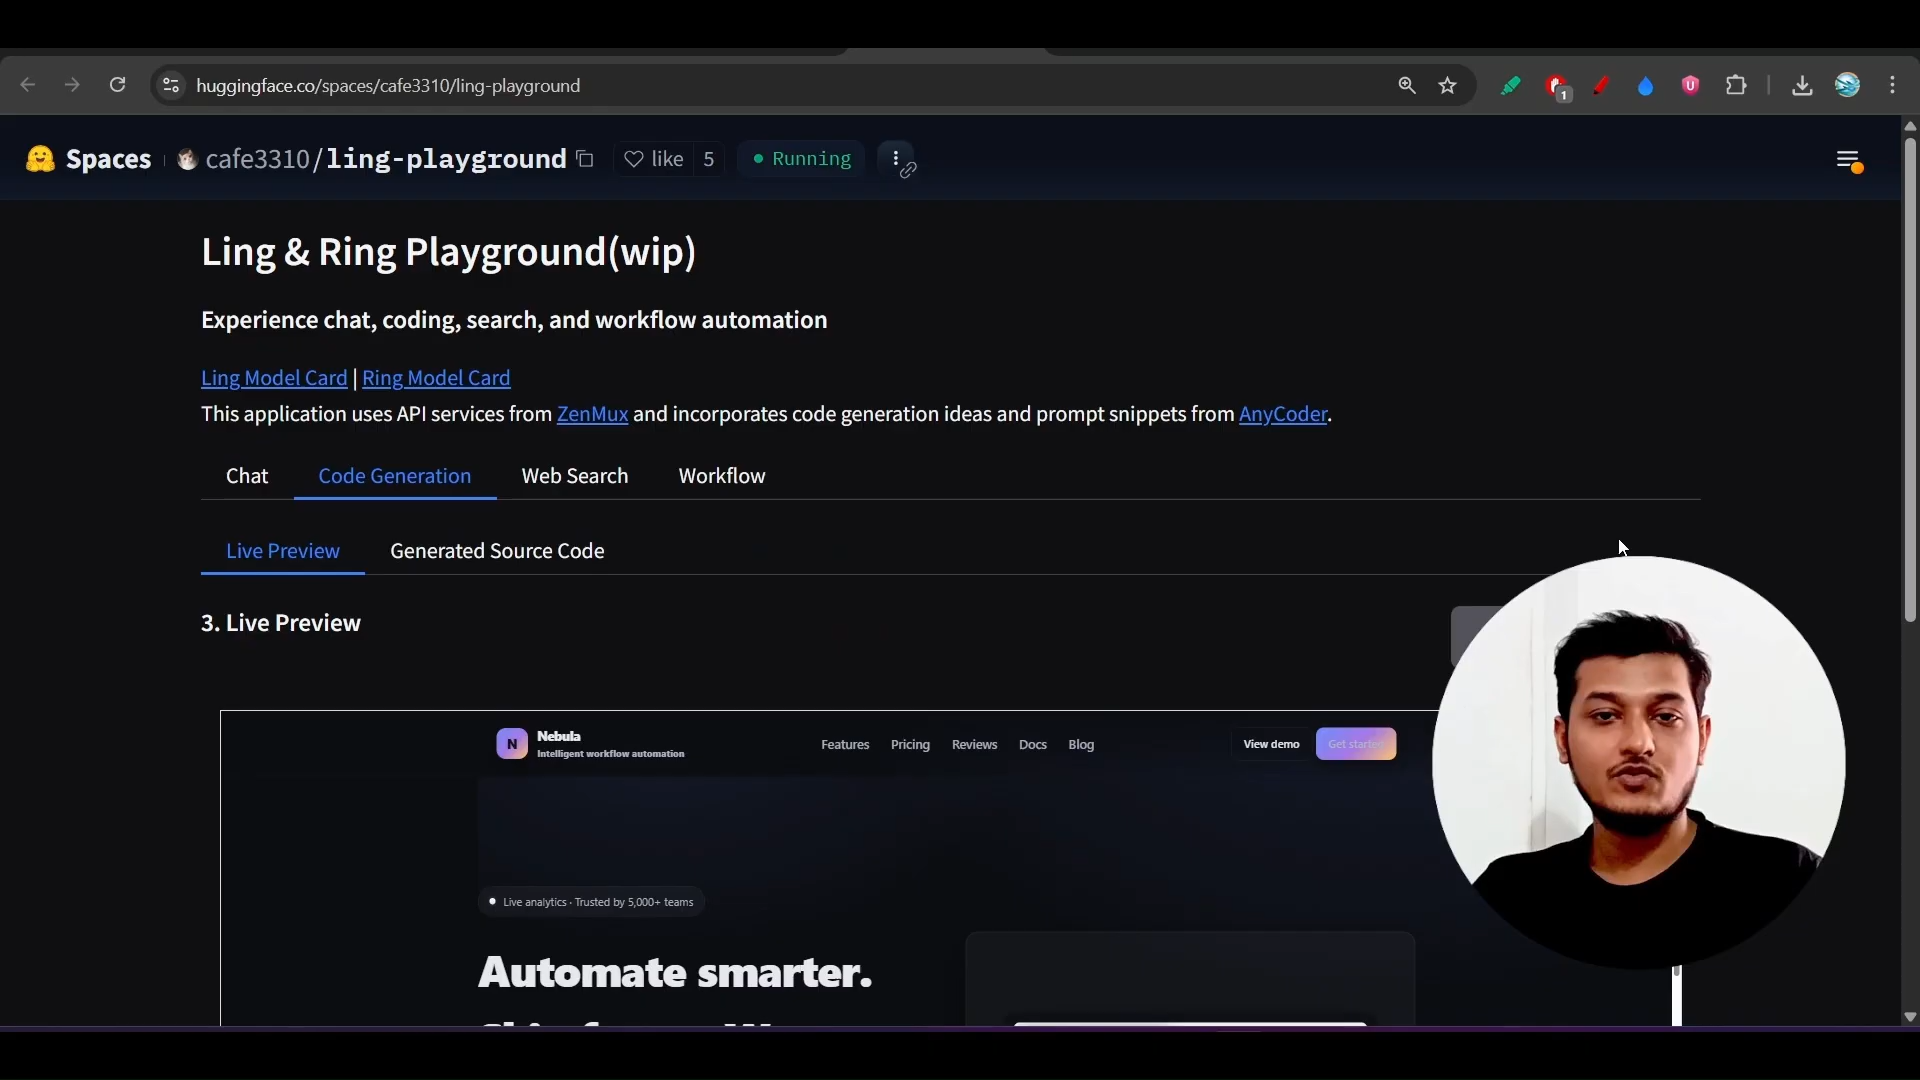 huggingface.co/spaces/cafe3310/ling-playground
1
Spaces cafe3310/ling-playground like 5 Running
Ling & Ring Playground(wip)
Experience chat, coding, search, and workflow automation
Ling Model Card | Ring Model Card
This application uses API services from ZenMux and incorporates code generation ideas and prompt snippets from AnyCoder.
Chat Code Generation Web Search Workflow
Live Preview Generated Source Code
3. Live Preview
N Nebula
Intelligent workflow automation
Features Pricing Reviews Docs Blog View demo Get started
Live analytics · Trusted by 5,000+ teams
Automate smarter.